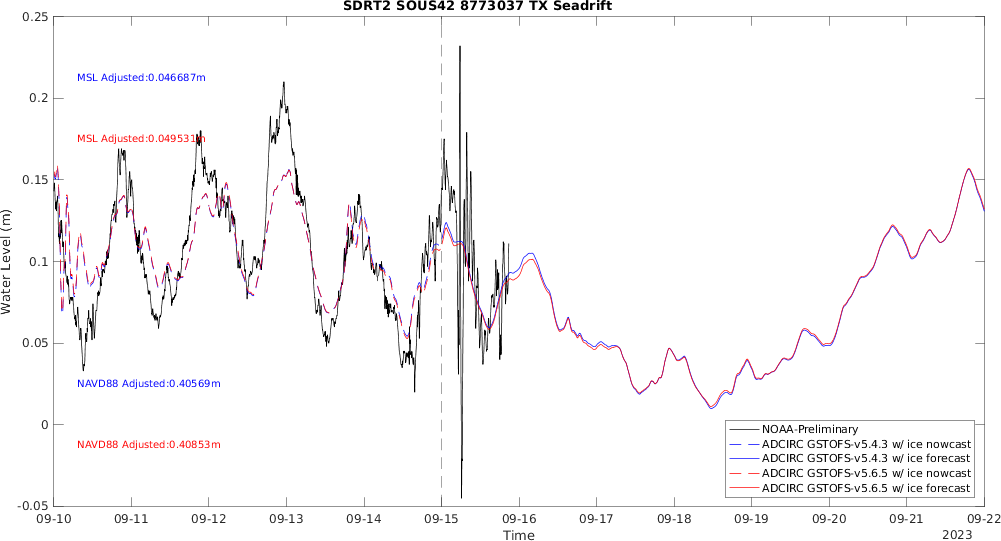 SDRT2 SOUS42 8773037 TX Seadrift
0.25
0.2
0.15
0.1
0.05
0
-0.05
Water Level (m)
MSL Adjusted:0.046687m
MSL Adjusted:0.049531m
NAVD88 Adjusted:0.40569m
NAVD88 Adjusted:0.40853m
NOAA-Preliminary
ADCIRC GSTOFS-v5.4.3 w/ ice nowcast
ADCIRC GSTOFS-v5.4.3 w/ ice forecast
ADCIRC GSTOFS-v5.6.5 w/ ice nowcast
ADCIRC GSTOFS-v5.6.5 w/ ice forecast
09-10 09-11 09-12 09-13 09-14 09-15 09-16 09-17 09-18 09-19 09-20 09-21 09-22
Time
2023